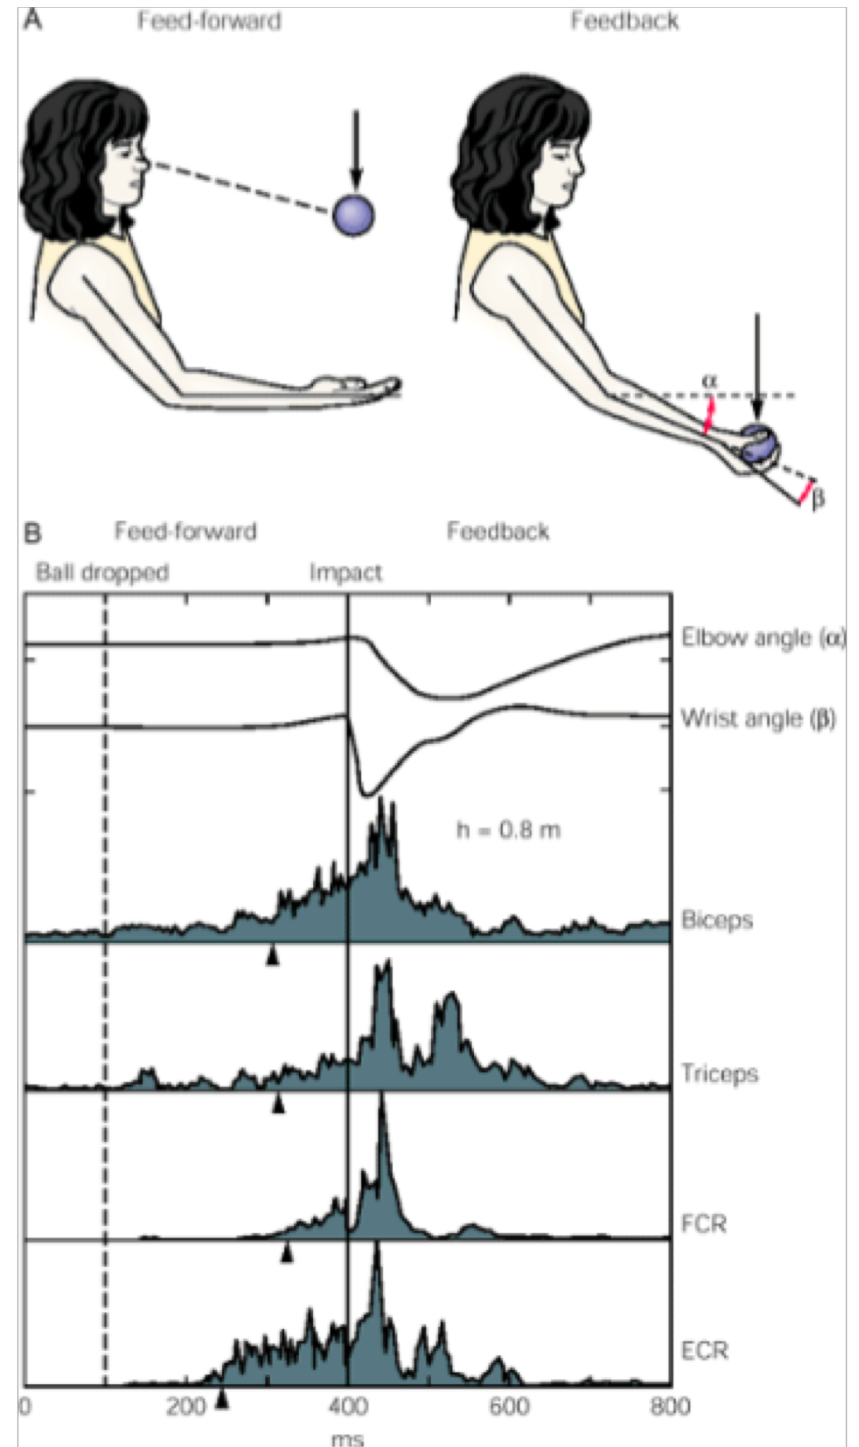 A
Feed-forward
Feedback
α
β
B
Feed-forward
Feedback
Ball dropped
Impact
Elbow angle (α)
Wrist angle (β)
h = 0.8 m
Biceps
Triceps
FCR
ECR
0 200 400 600 800
ms